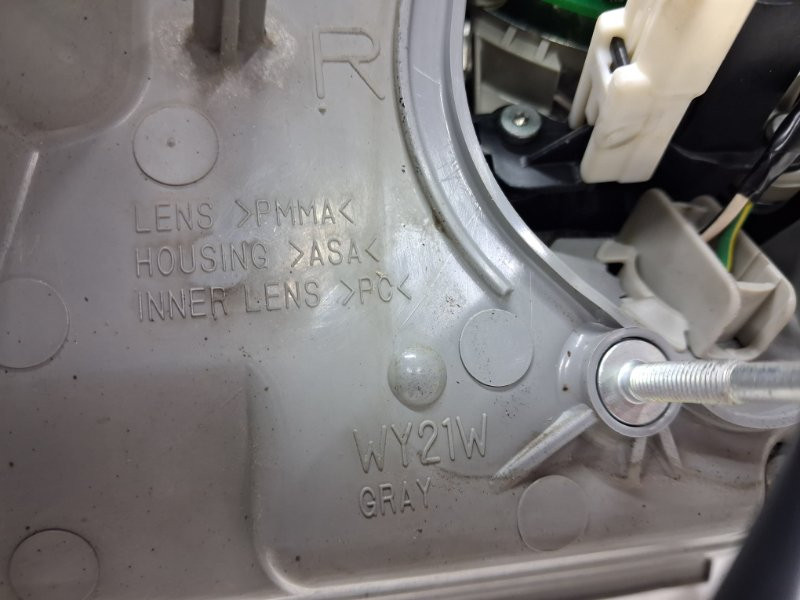 R
LENS >PMMA<
HOUSING >ASA<
INNER LENS >PC<
WY21W
GRAY